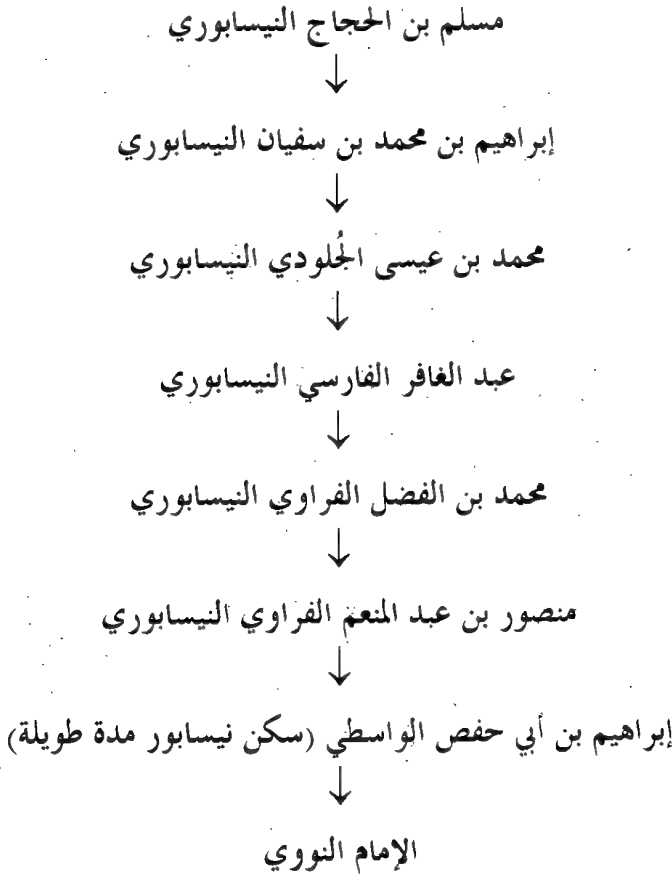 مسلم بن الحجاج النيسابوري
↓
إبراهيم بن محمد بن سفيان النيسابوري
↓
محمد بن عيسى الجُلودي النيسابوري
↓
عبد الغافر الفارسي النيسابوري
↓
محمد بن الفضل الفراوي النيسابوري
↓
منصور بن عبد المنعم الفراوي النيسابوري
↓
إبراهيم بن أبي حفص الواسطي (سكن نيسابور مدة طويلة)
↓
الإمام النووي